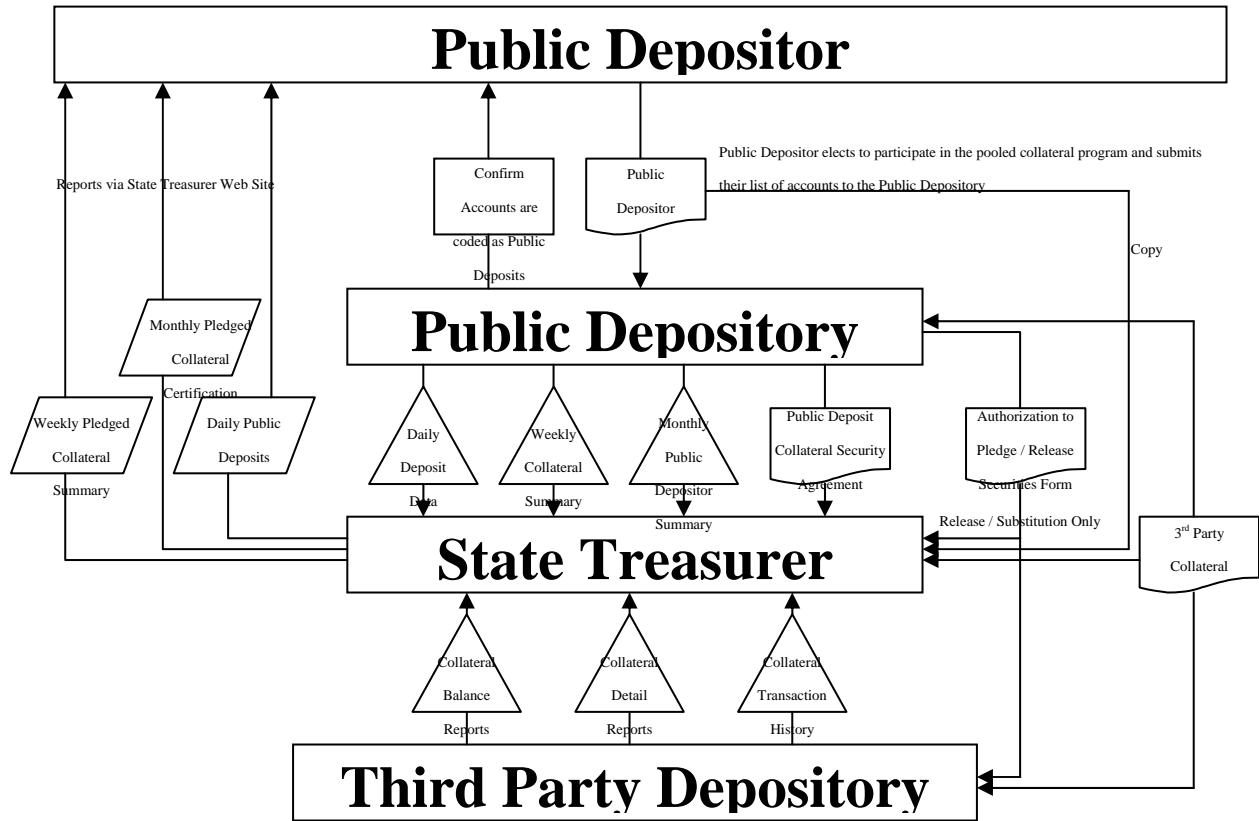 Public Depositor
Public Depositor elects to participate in the pooled collateral program and submits
their list of accounts to the Public Depository
Reports via State Treasurer Web Site
Confirm
Accounts are
coded as Public
Deposits
Public
Depositor
Copy
Public Depository
Monthly Pledged
Collateral
Certification
Weekly Pledged
Collateral
Summary
Daily Public
Deposits
Daily
Deposit
Data
Weekly
Collateral
Summary
Monthly
Public
Depositor
Summary
Public Deposit
Collateral Security
Agreement
Authorization to
Pledge / Release
Securities Form
Release / Substitution Only
3rd Party
Collateral
State Treasurer
Collateral
Balance
Reports
Collateral
Detail
Reports
Collateral
Transaction
History
Third Party Depository